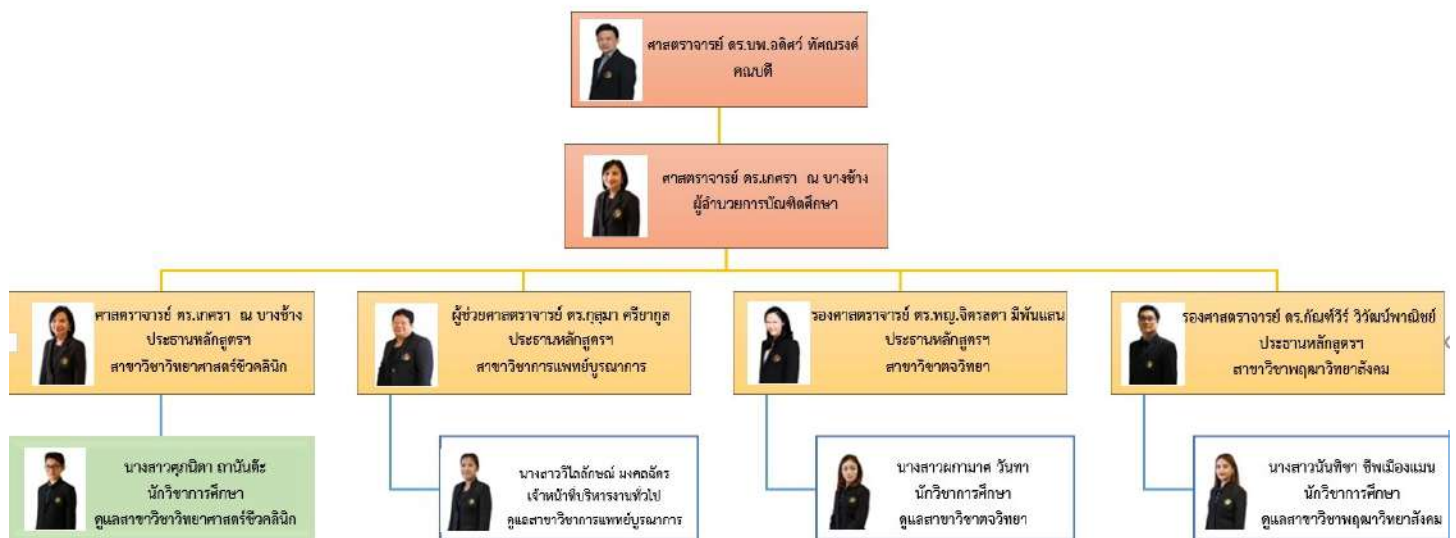 ศาสตราจารย์ ดร.นพ.อดิศว์ ทัศณรงค์
คณบดี
ศาสตราจารย์ ดร.เกศรา ณ บางช้าง
ผู้อำนวยการบัณฑิตศึกษา
ศาสตราจารย์ ดร.เกศรา ณ บางช้าง
ประธานหลักสูตรฯ
สาขาวิชาวิทยาศาสตร์ชีวคลินิก
ผู้ช่วยศาสตราจารย์ ดร.กุสุมา ศรียากูล
ประธานหลักสูตรฯ
สาขาวิชาการแพทย์บูรณาการ
รองศาสตราจารย์ ดร.พญ.จิตรลดา มีพันแสน
ประธานหลักสูตรฯ
สาขาวิชาตจวิทยา
รองศาสตราจารย์ ดร.กัณฑ์วีร์ วิวัฒน์พาณิชย์
ประธานหลักสูตรฯ
สาขาวิชาพฤฒาวิทยาสังคม
นางสาวศุภนิดา ถานันต๊ะ
นักวิชาการศึกษา
ดูแลสาขาวิชาวิทยาศาสตร์ชีวคลินิก
นางสาววิไลลักษณ์ มงคลฉัตร
เจ้าหน้าที่บริหารงานทั่วไป
ดูแลสาขาวิชาการแพทย์บูรณาการ
นางสาวผกามาศ วันทา
นักวิชาการศึกษา
ดูแลสาขาวิชาตจวิทยา
นางสาวนันทิชา ชีพเมืองแมน
นักวิชาการศึกษา
ดูแลสาขาวิชาพฤฒาวิทยาสังคม